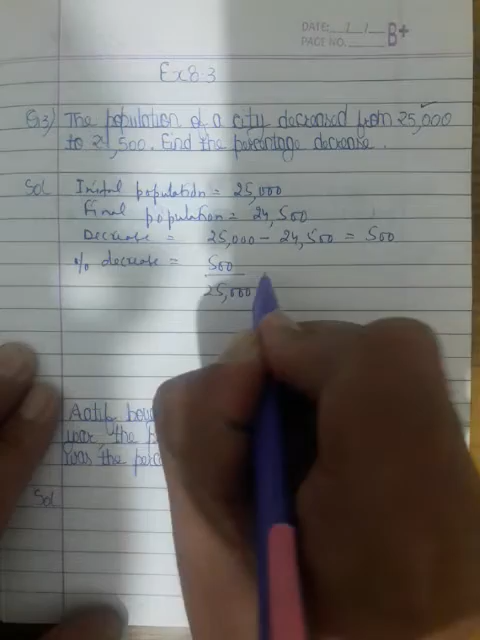 DATE: / /
PAGE NO.
B+
Ex 8.3
Q3) The population of a city decreased from 25,000
to 24,500. Find the percentage decrease.
Sol Initial population = 25,000
Final population = 24,500
Decrease = 25,000 - 24,500 = 500
% decrease = 500
25,000
year, the
was the
Sol